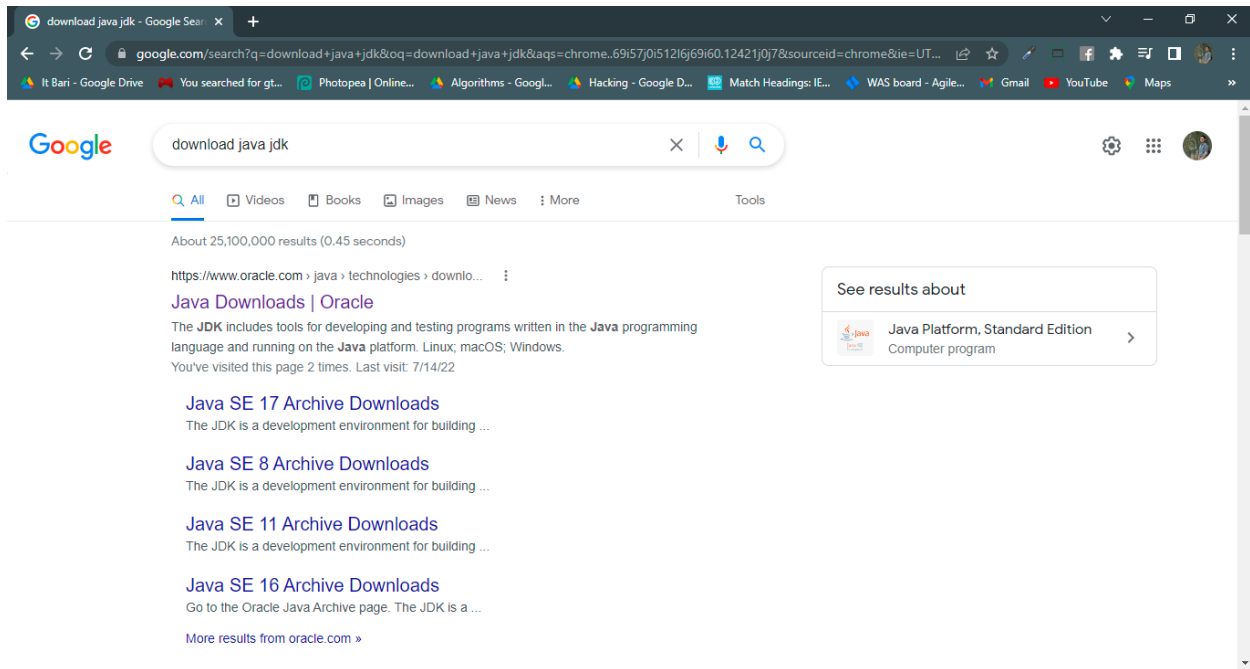 download java jdk - Google Sear
google.com/search?q=download+java+jdk&oq=download+java+jdk&aqs=chrome..69i57j0i512l6j69i60.12421j0j7&sourceid=chrome&ie=UT...
It Bari - Google Drive You searched for gt... Photopea | Online... Algorithms - Googl... Hacking - Google D... Match Headings: IE... WAS board - Agile... Gmail YouTube Maps »
Google download java jdk
All Videos Books Images News More Tools
About 25,100,000 results (0.45 seconds)
https://www.oracle.com › java › technologies › downlo...
Java Downloads | Oracle
The JDK includes tools for developing and testing programs written in the Java programming
language and running on the Java platform. Linux; macOS; Windows.
You've visited this page 2 times. Last visit: 7/14/22
Java SE 17 Archive Downloads
The JDK is a development environment for building ...
Java SE 8 Archive Downloads
The JDK is a development environment for building ...
Java SE 11 Archive Downloads
The JDK is a development environment for building ...
Java SE 16 Archive Downloads
Go to the Oracle Java Archive page. The JDK is a ...
More results from oracle.com »
See results about
Java Platform, Standard Edition
Computer program